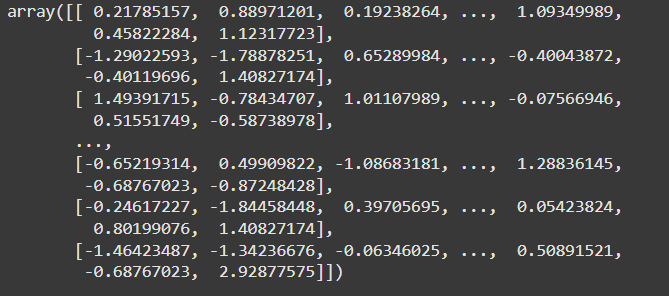 array([[ 0.21785157,  0.88971201,  0.19238264, ...,  1.09349989,
         0.45822284,  1.12317723],
       [-1.29022593, -1.78878251,  0.65289984, ..., -0.40043872,
        -0.40119696,  1.40827174],
       [ 1.49391715, -0.78434707,  1.01107989, ..., -0.07566946,
         0.51551749, -0.58738978],
       ...,
       [-0.65219314,  0.49909822, -1.08683181, ...,  1.28836145,
        -0.68767023, -0.87248428],
       [-0.24617227, -1.84458448,  0.39705695, ...,  0.05423824,
         0.80199076,  1.40827174],
       [-1.46423487, -1.34236676, -0.06346025, ...,  0.50891521,
        -0.68767023,  2.92877575]])